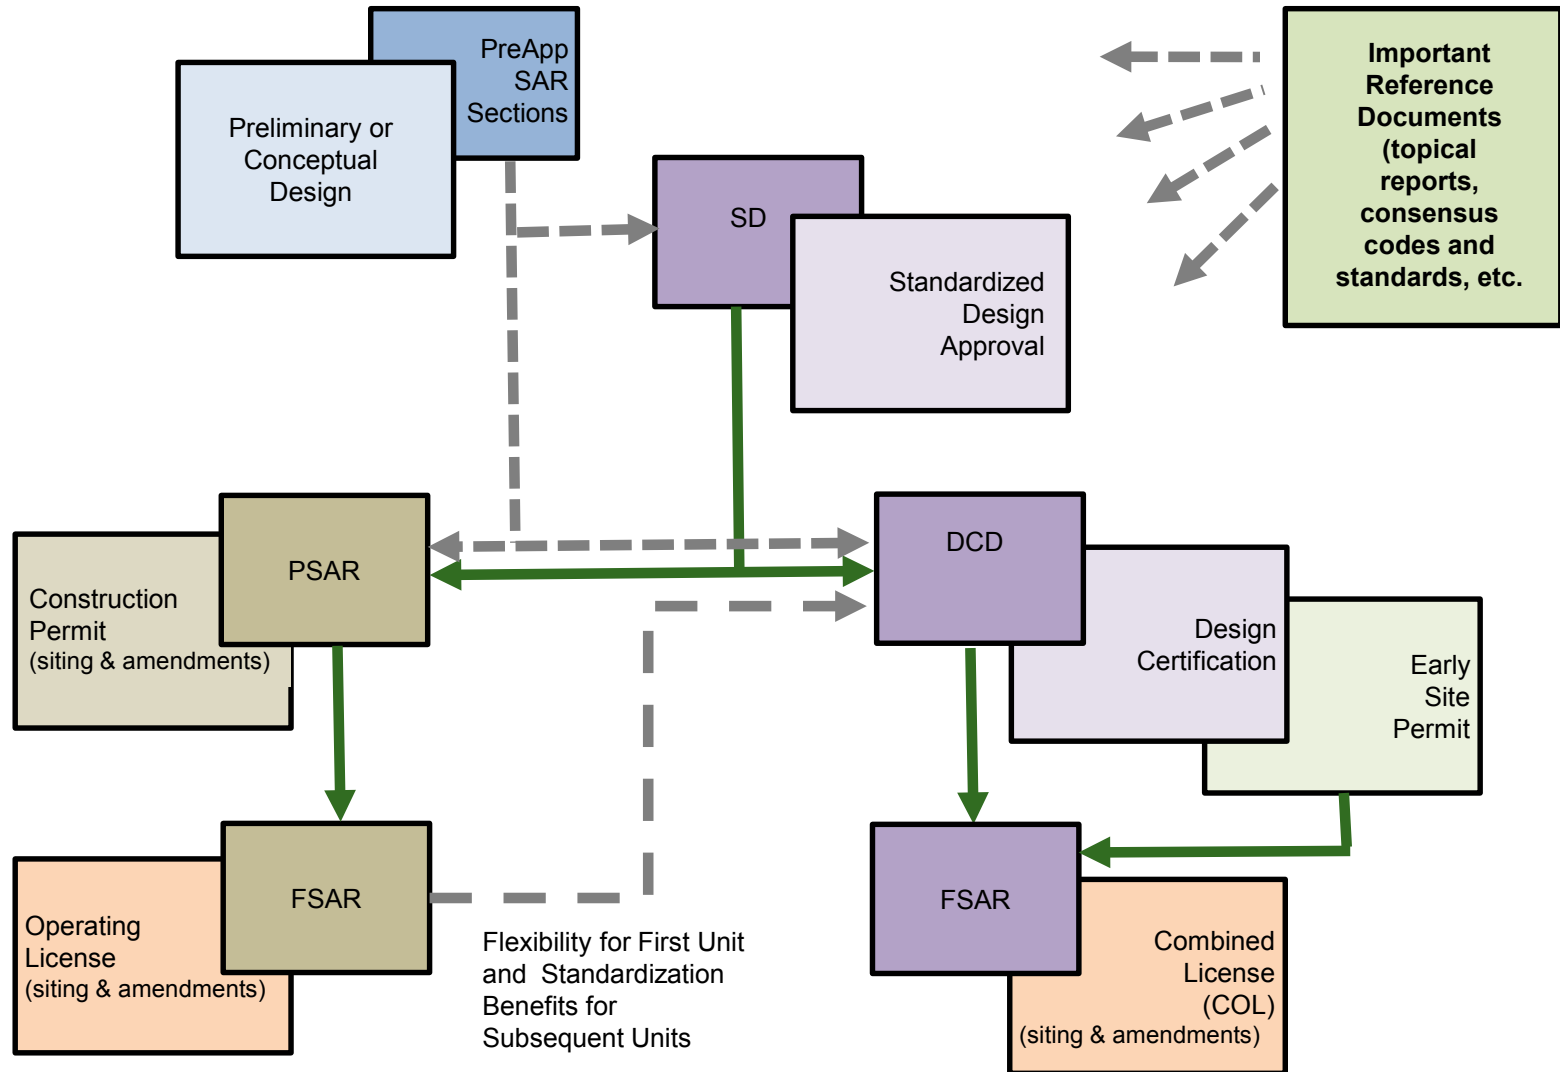 PreApp
SAR
Sections
Preliminary or
Conceptual
Design
Important
Reference
Documents
(topical
reports,
consensus
codes and
standards, etc.
SD
Standardized
Design
Approval
PSAR
Construction
Permit
(siting & amendments)
DCD
Design
Certification
Early
Site
Permit
FSAR
Operating
License
(siting & amendments)
Flexibility for First Unit
and Standardization
Benefits for
Subsequent Units
FSAR
Combined
License
(COL)
(siting & amendments)